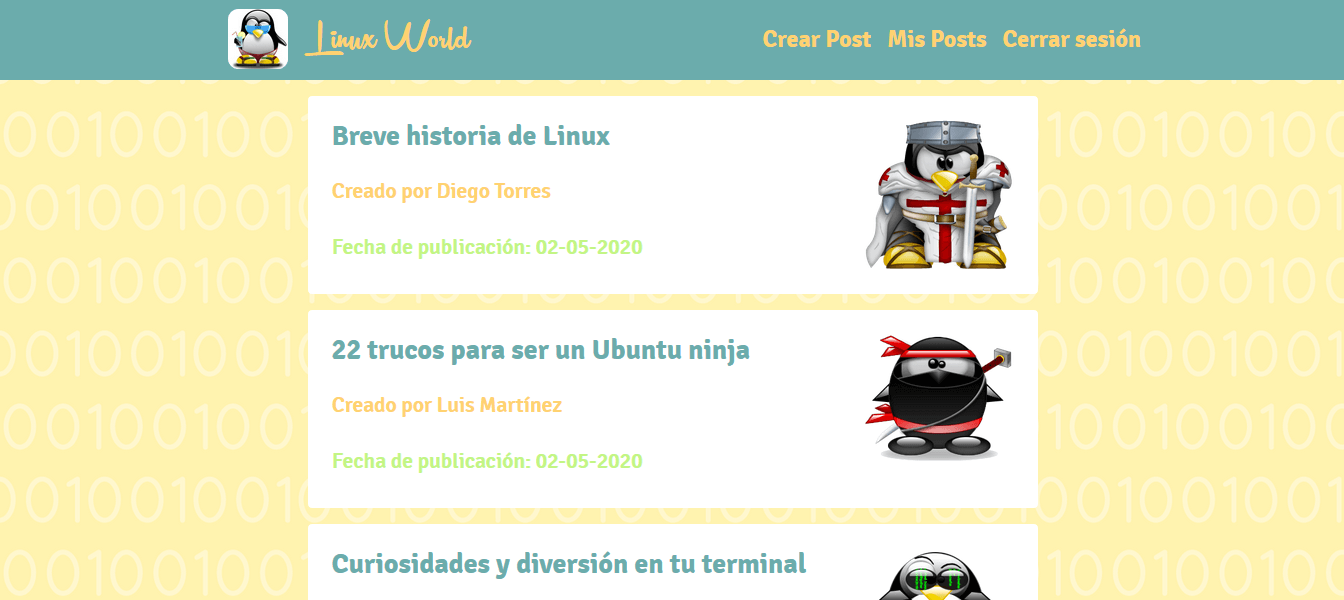 Linux World
Crear Post Mis Posts Cerrar sesión
Breve historia de Linux
Creado por Diego Torres
Fecha de publicación: 02-05-2020
22 trucos para ser un Ubuntu ninja
Creado por Luis Martínez
Fecha de publicación: 02-05-2020
Curiosidades y diversión en tu terminal